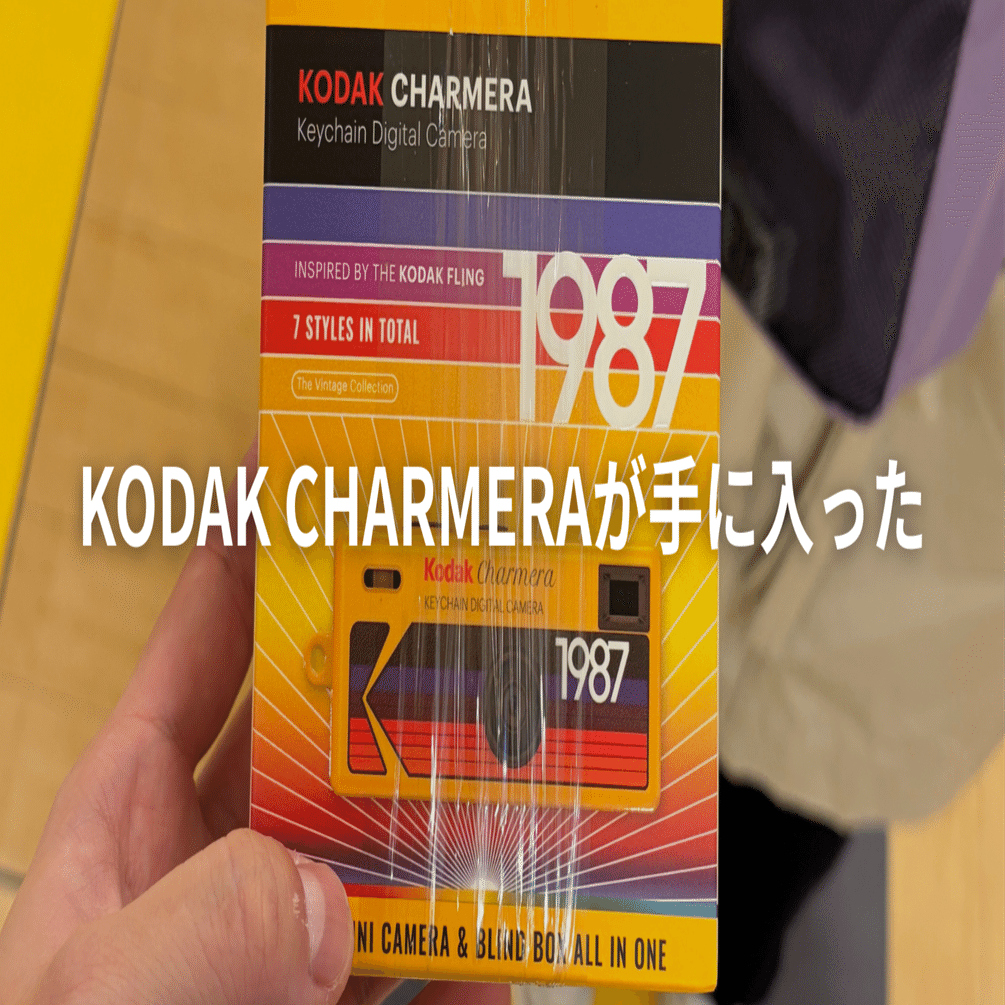 KODAK CHARMERA
Keychain Digital Camera
INSPIRED BY THE KODAK FLING
1987
7 STYLES IN TOTAL
The Vintage Collection
KODAK CHARMERAが手に入った
Kodak Charmera
KEYCHAIN DIGITAL CAMERA
1987
CAMERA & BLIND BOX ALL IN ONE